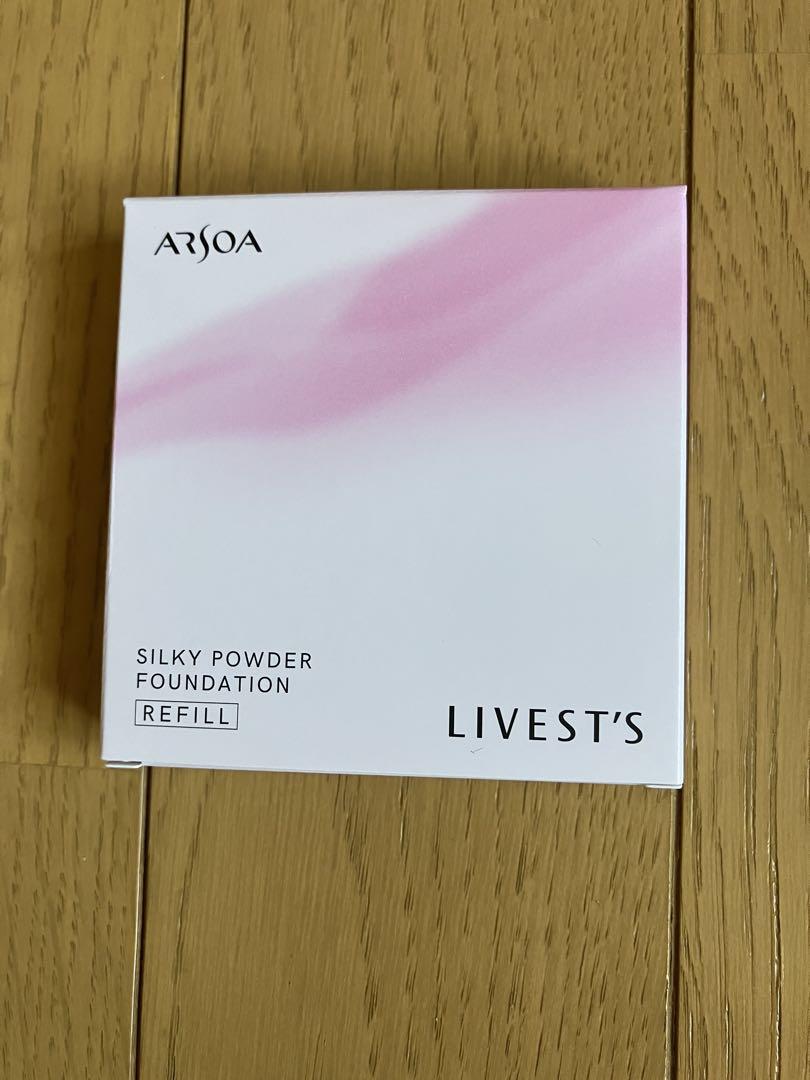 ARSOA
SILKY POWDER
FOUNDATION
REFILL
LIVEST'S